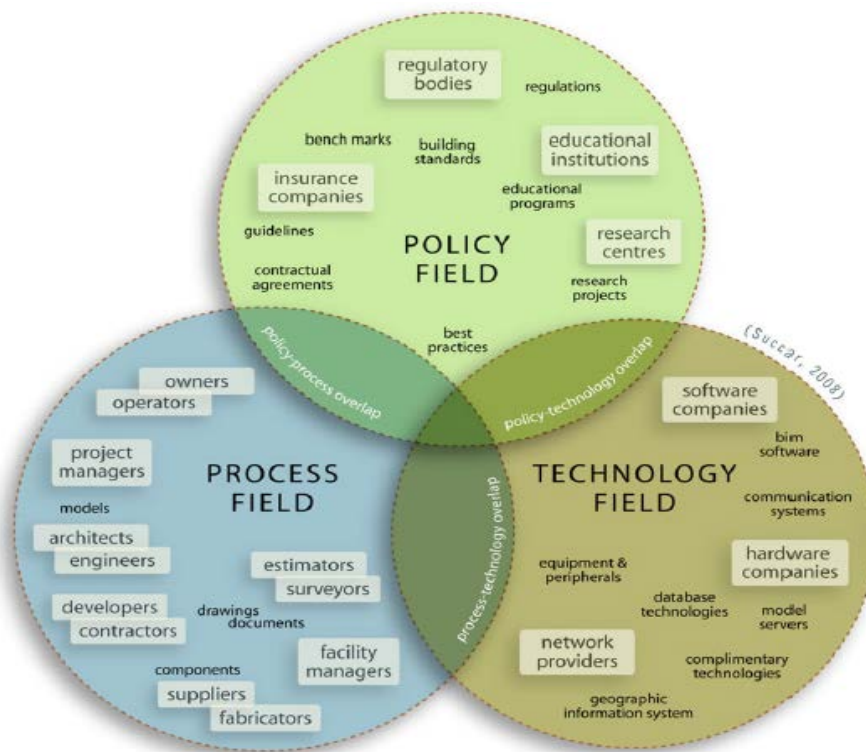 regulatory
bodies
regulations
bench marks
building
standards
educational
institutions
insurance
companies
educational
programs
guidelines
POLICY
FIELD
research
centres
contractual
agreements
research
projects
best
practices
policy-process overlap
policy-technology overlap
(Succar, 2008)
owners
operators
project
managers
PROCESS
FIELD
models
architects
engineers
estimators
surveyors
developers
contractors
drawings
documents
facility
managers
components
suppliers
fabricators
process-technology overlap
software
companies
bim
software
TECHNOLOGY
FIELD
communication
systems
equipment &
peripherals
hardware
companies
database
technologies
model
servers
network
providers
complimentary
technologies
geographic
information system